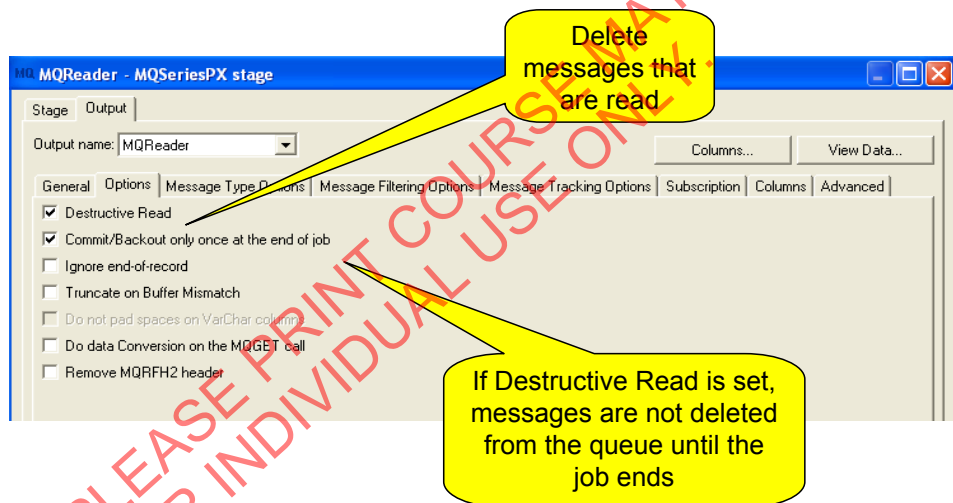 Delete
messages that
are read
MQ MQReader - MQSeriesPX stage
Stage Output
Output name: MQReader
Columns... View Data...
General Options Message Type Options Message Filtering Options Message Tracking Options Subscription Columns Advanced
Destructive Read
Commit/Backout only once at the end of job
Ignore end-of-record
Truncate on Buffer Mismatch
Do not pad spaces on VarChar columns
Do data Conversion on the MQGET call
Remove MQRFH2 header
If Destructive Read is set,
messages are not deleted
from the queue until the
job ends
PLEASE PRINT COURSE
INDIVIDUAL USE ONLY.